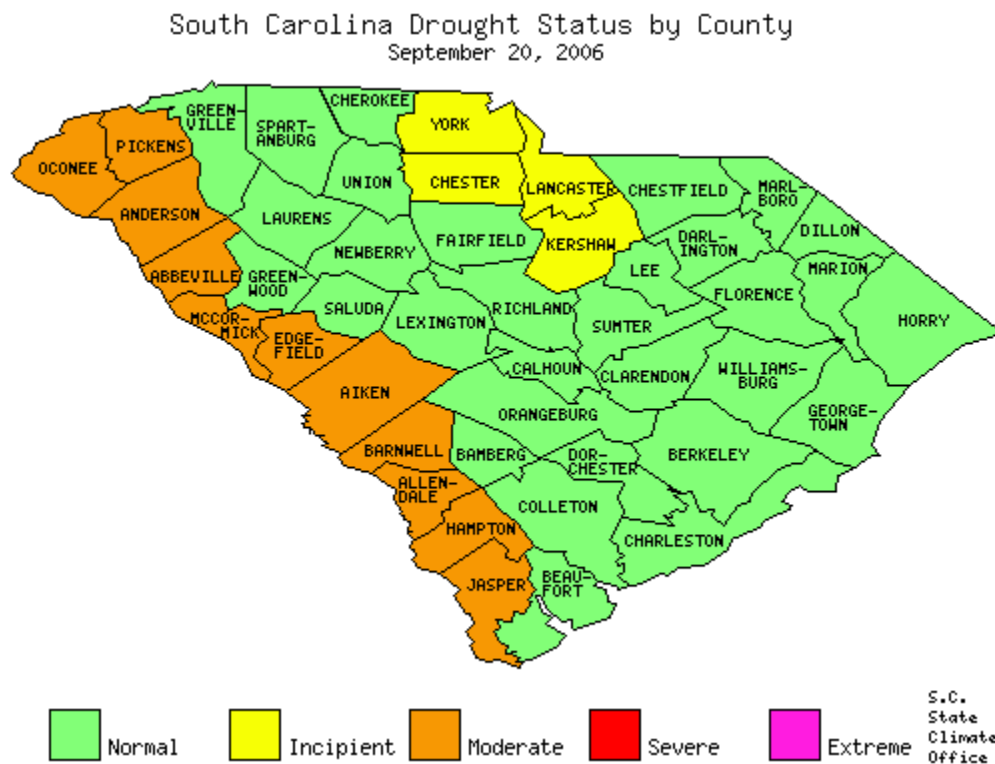 South Carolina Drought Status by County
September 20, 2006
CHEROKEE
GREEN-
VILLE
SPART-
ANBURG
YORK
PICKENS
OCONEE
UNION
CHESTER
LANCASTER
CHESTFIELD
MARL-
BORO
ANDERSON
LAURENS
NEWBERRY
FAIRFIELD
KERSHAW
DARL-
INGTON
DILLON
ABBEVILLE
GREEN-
WOOD
LEE
MARION
MCCOR-
MICK
SALUDA
LEXINGTON
RICHLAND
SUMTER
FLORENCE
HORRY
EDGE-
FIELD
AIKEN
CALHOUN
CLARENDON
WILLIAMS-
BURG
ORANGEBURG
GEORGE-
TOWN
BARNWELL
BAMBERG
DOR-
CHESTER
BERKELEY
ALLEN-
DALE
HAMPTON
COLLETON
CHARLESTON
JASPER
BEAU-
FORT
Normal
Incipient
Moderate
Severe
Extreme
S.C.
State
Climate
Office